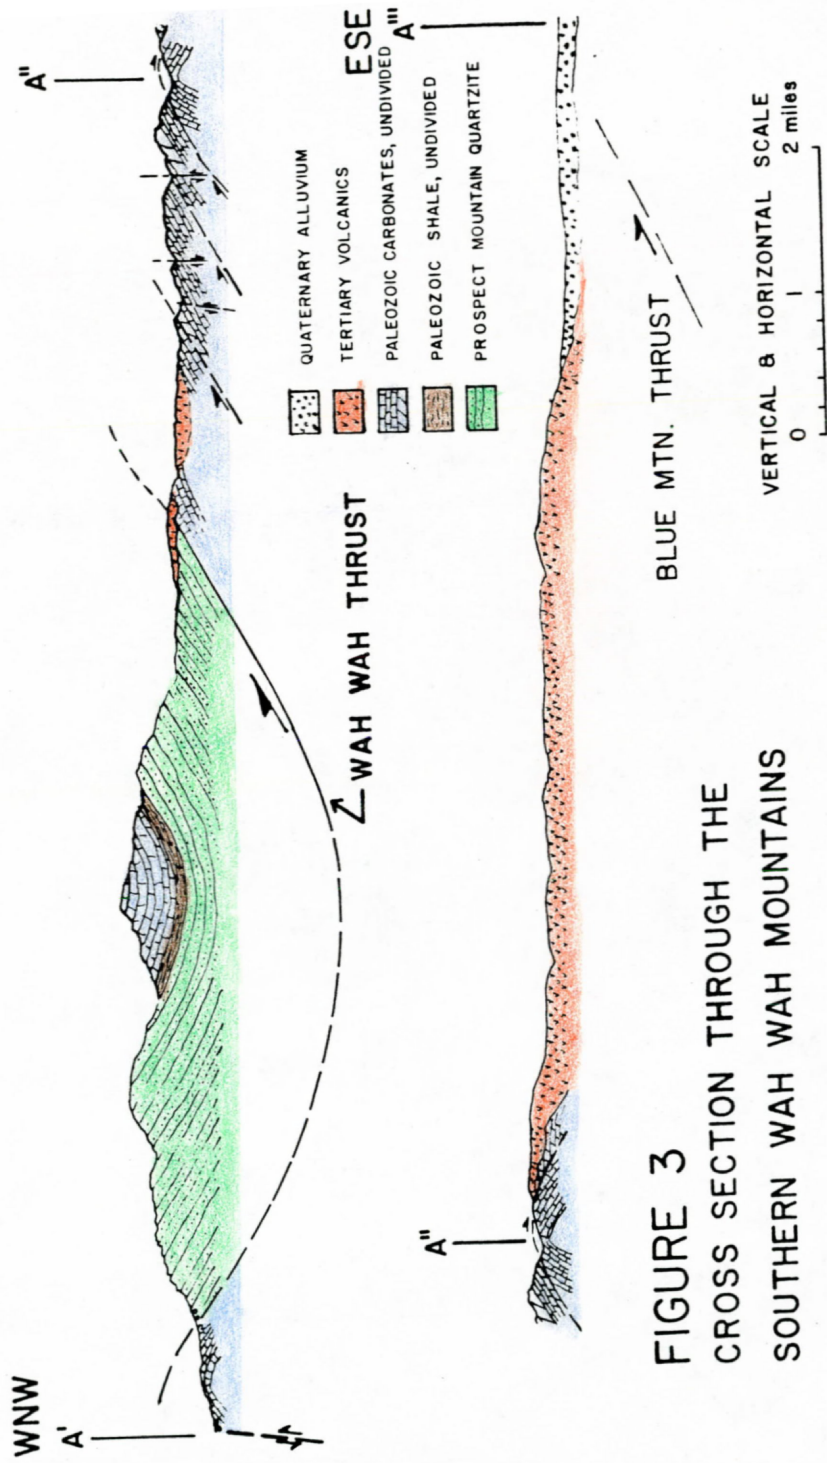 WNW
A'
A"
WAH WAH THRUST
ESE
QUATERNARY ALLUVIUM
TERTIARY VOLCANICS
PALEOZOIC CARBONATES, UNDIVIDED
PALEOZOIC SHALE, UNDIVIDED
PROSPECT MOUNTAIN QUARTZITE
A"
A'''
BLUE MTN. THRUST
FIGURE 3
CROSS SECTION THROUGH THE
SOUTHERN WAH WAH MOUNTAINS
VERTICAL & HORIZONTAL SCALE
0 1 2 miles